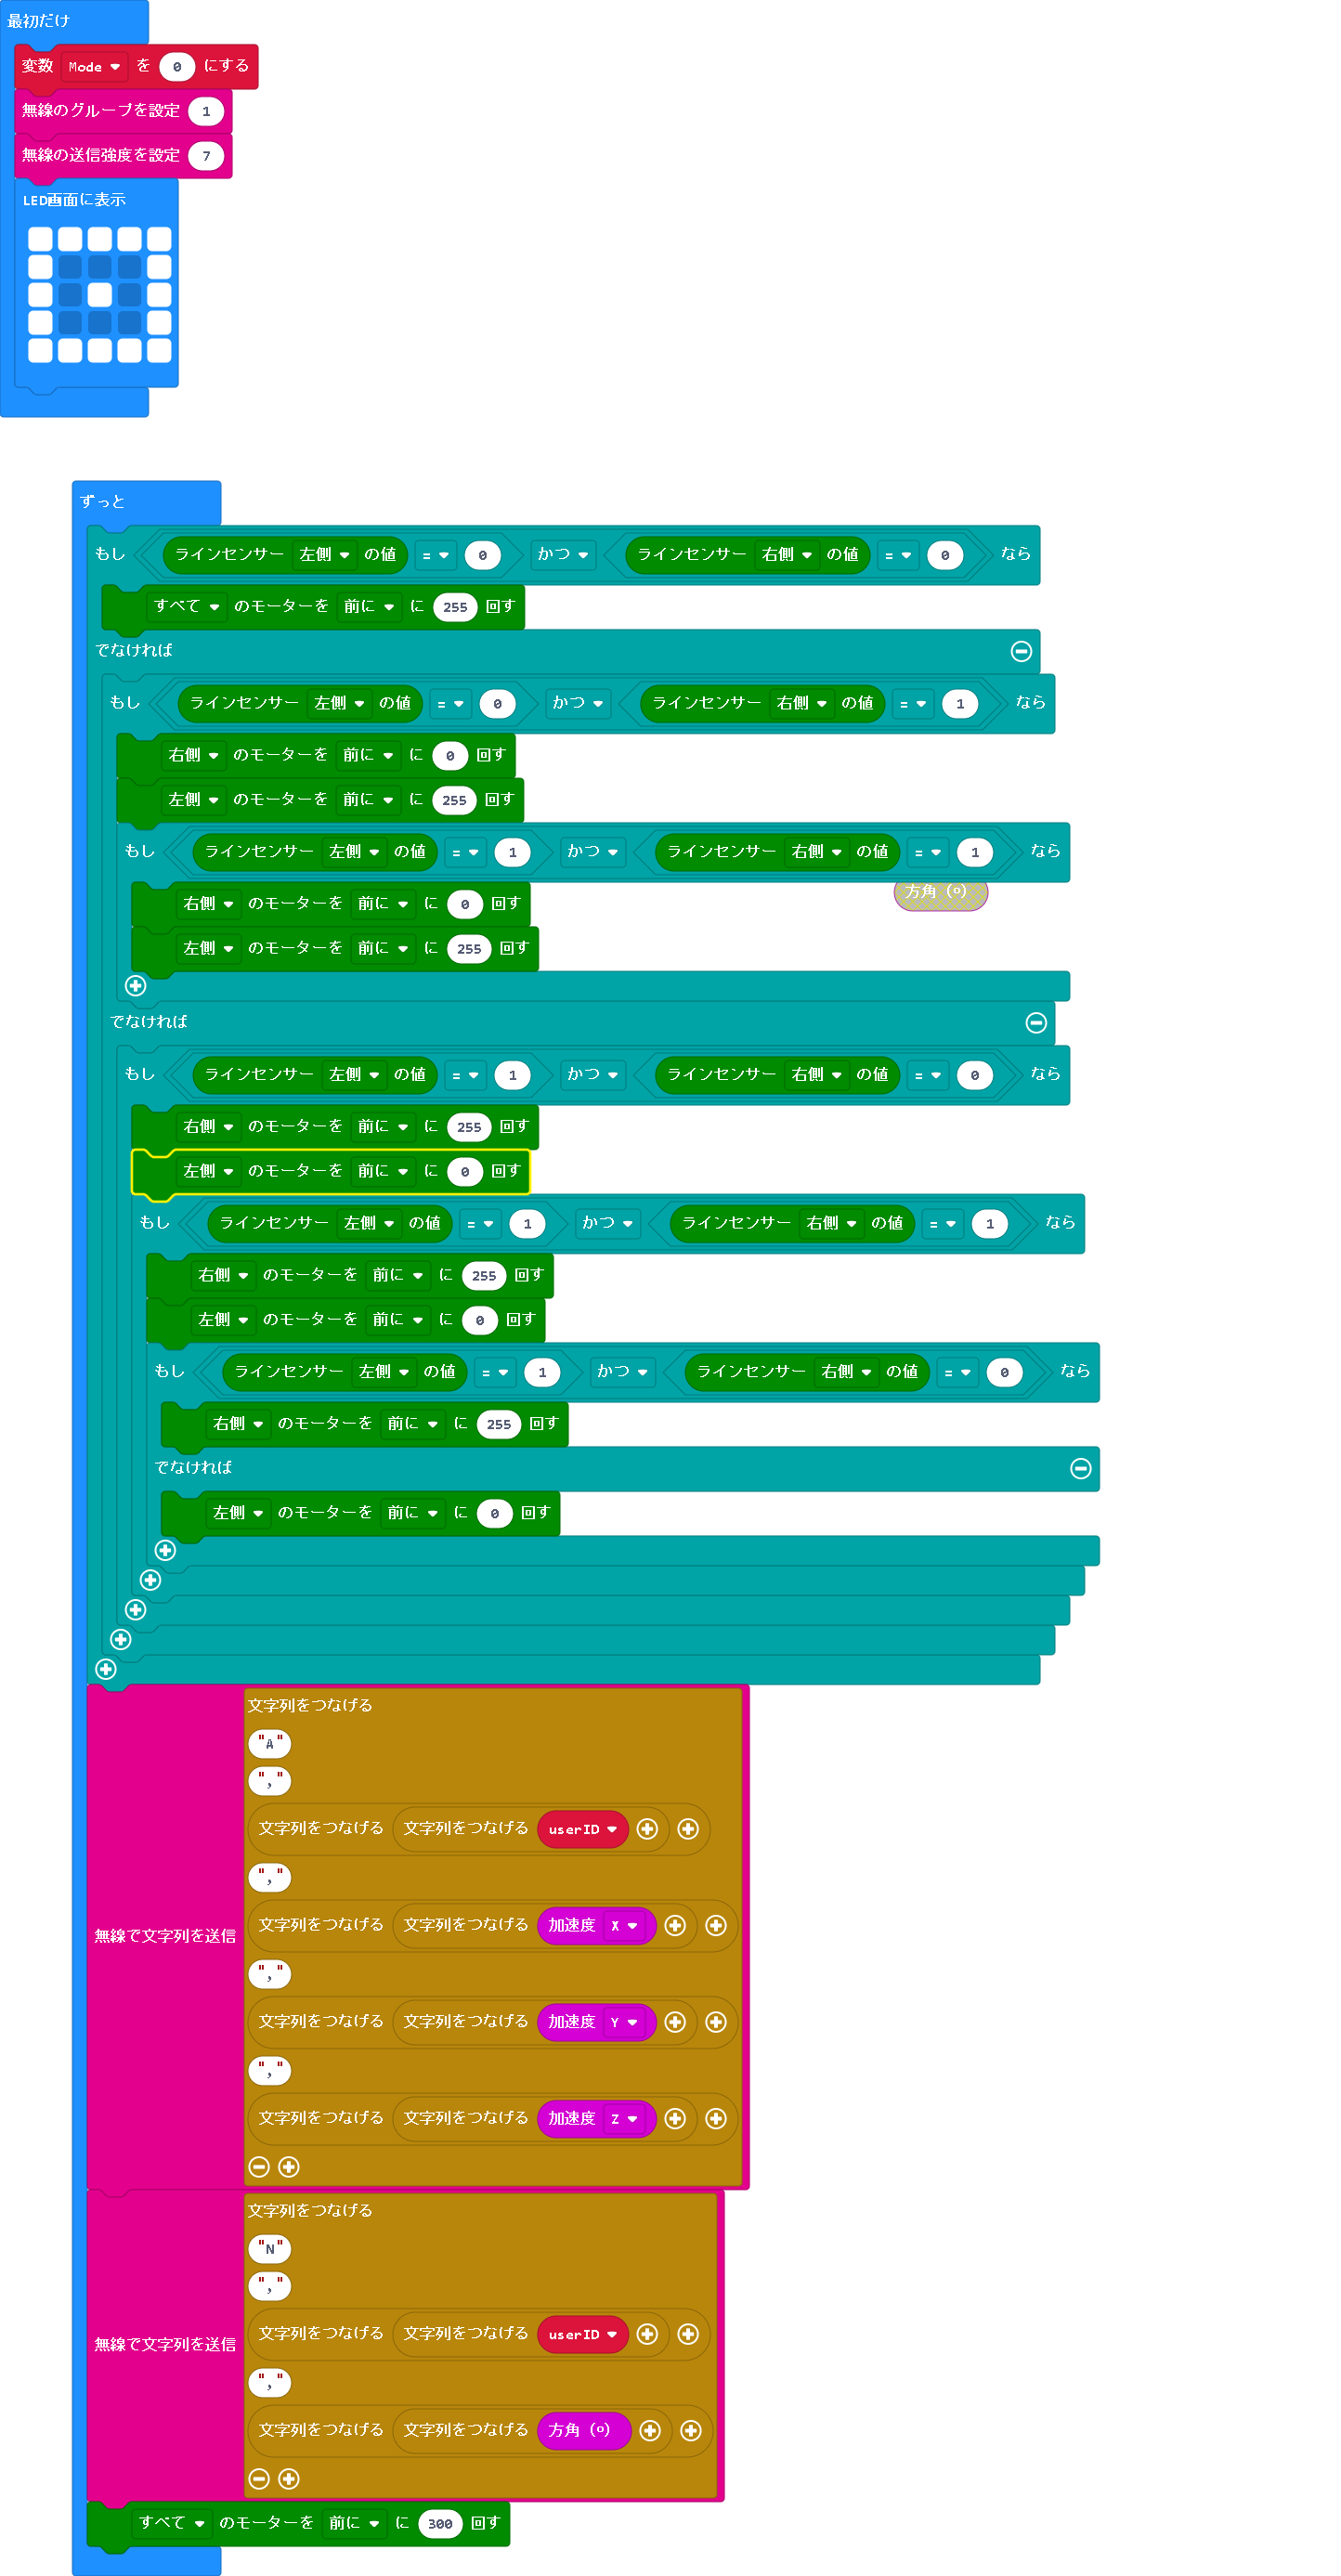 最初だけ
変数 Mode を 0 にする
無線のグループを設定 1
無線の送信強度を設定 7
LED画面に表示
ずっと
もし ラインセンサー 左側 の値 = 0 かつ ラインセンサー 右側 の値 = 0 なら
すべて のモーターを 前に に 255 回す
でなければ
もし ラインセンサー 左側 の値 = 0 かつ ラインセンサー 右側 の値 = 1 なら
右側 のモーターを 前に に 0 回す
左側 のモーターを 前に に 255 回す
もし ラインセンサー 左側 の値 = 1 かつ ラインセンサー 右側 の値 = 1 なら
方角 (°)
右側 のモーターを 前に に 0 回す
左側 のモーターを 前に に 255 回す
でなければ
もし ラインセンサー 左側 の値 = 1 かつ ラインセンサー 右側 の値 = 0 なら
右側 のモーターを 前に に 255 回す
左側 のモーターを 前に に 0 回す
もし ラインセンサー 左側 の値 = 1 かつ ラインセンサー 右側 の値 = 1 なら
右側 のモーターを 前に に 255 回す
左側 のモーターを 前に に 0 回す
もし ラインセンサー 左側 の値 = 1 かつ ラインセンサー 右側 の値 = 0 なら
右側 のモーターを 前に に 255 回す
でなければ
左側 のモーターを 前に に 0 回す
無線で文字列を送信
文字列をつなげる
"A"
","
文字列をつなげる 文字列をつなげる userID
","
文字列をつなげる 文字列をつなげる 加速度 X
","
文字列をつなげる 文字列をつなげる 加速度 Y
","
文字列をつなげる 文字列をつなげる 加速度 Z
無線で文字列を送信
文字列をつなげる
"N"
","
文字列をつなげる 文字列をつなげる userID
","
文字列をつなげる 文字列をつなげる 方角 (°)
すべて のモーターを 前に に 300 回す